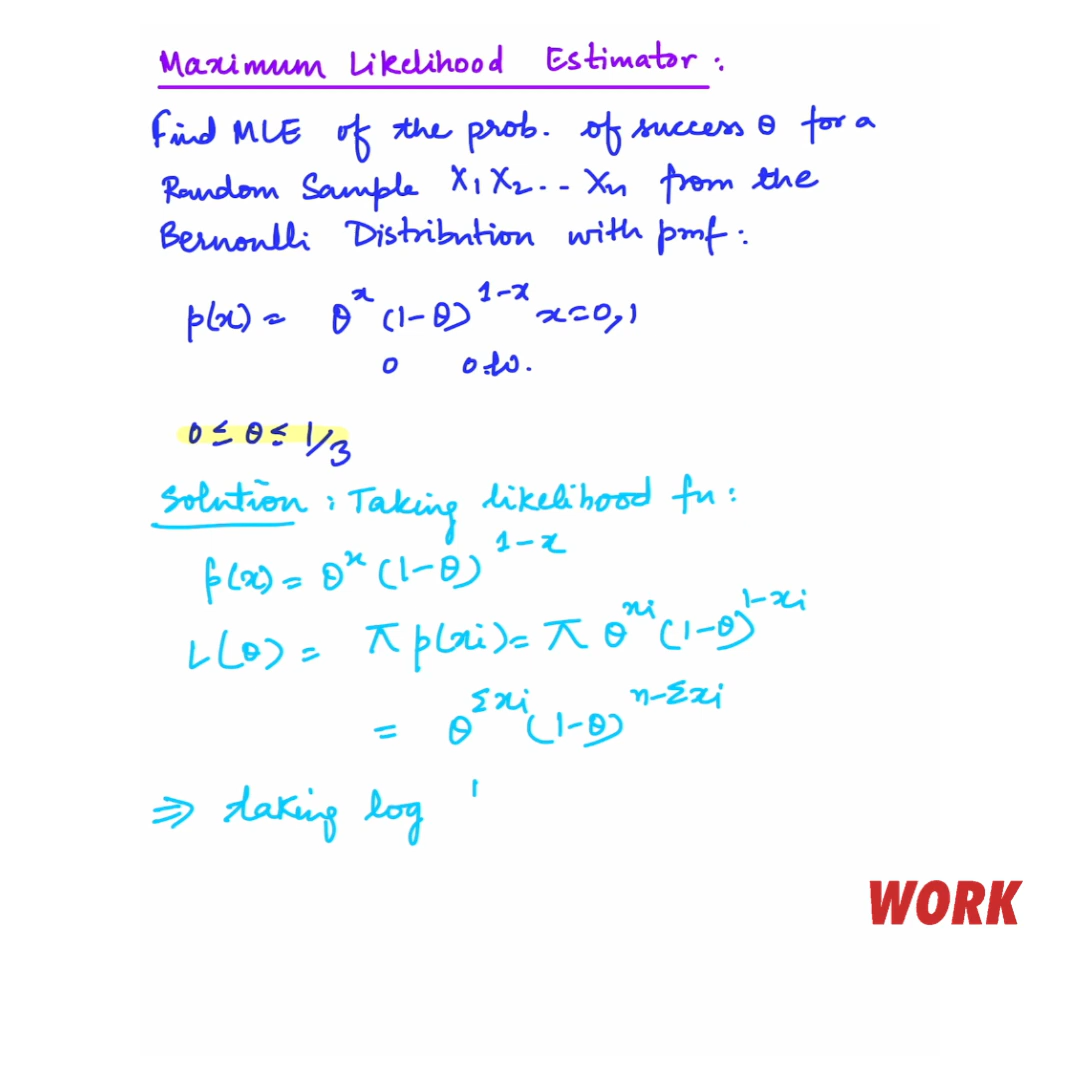 Maximum Likelihood Estimator :
Find MLE of the prob. of success θ for a
Random Sample X₁ X₂ . . - Xn from the
Bernoulli Distribution with pmf :
p(x) = θ^x (1-θ)^{1-x} x=0,1
0 o.w.
0 ≤ θ ≤ 1/3
Solution : Taking likelihood fn :
p(x) = θ^x (1-θ)^{1-x}
L(θ) = π p(xi) = π θ^{xi} (1-θ)^{1-xi}
= θ^{Σxi} (1-θ)^{n-Σxi}
⇒ taking log
WORK